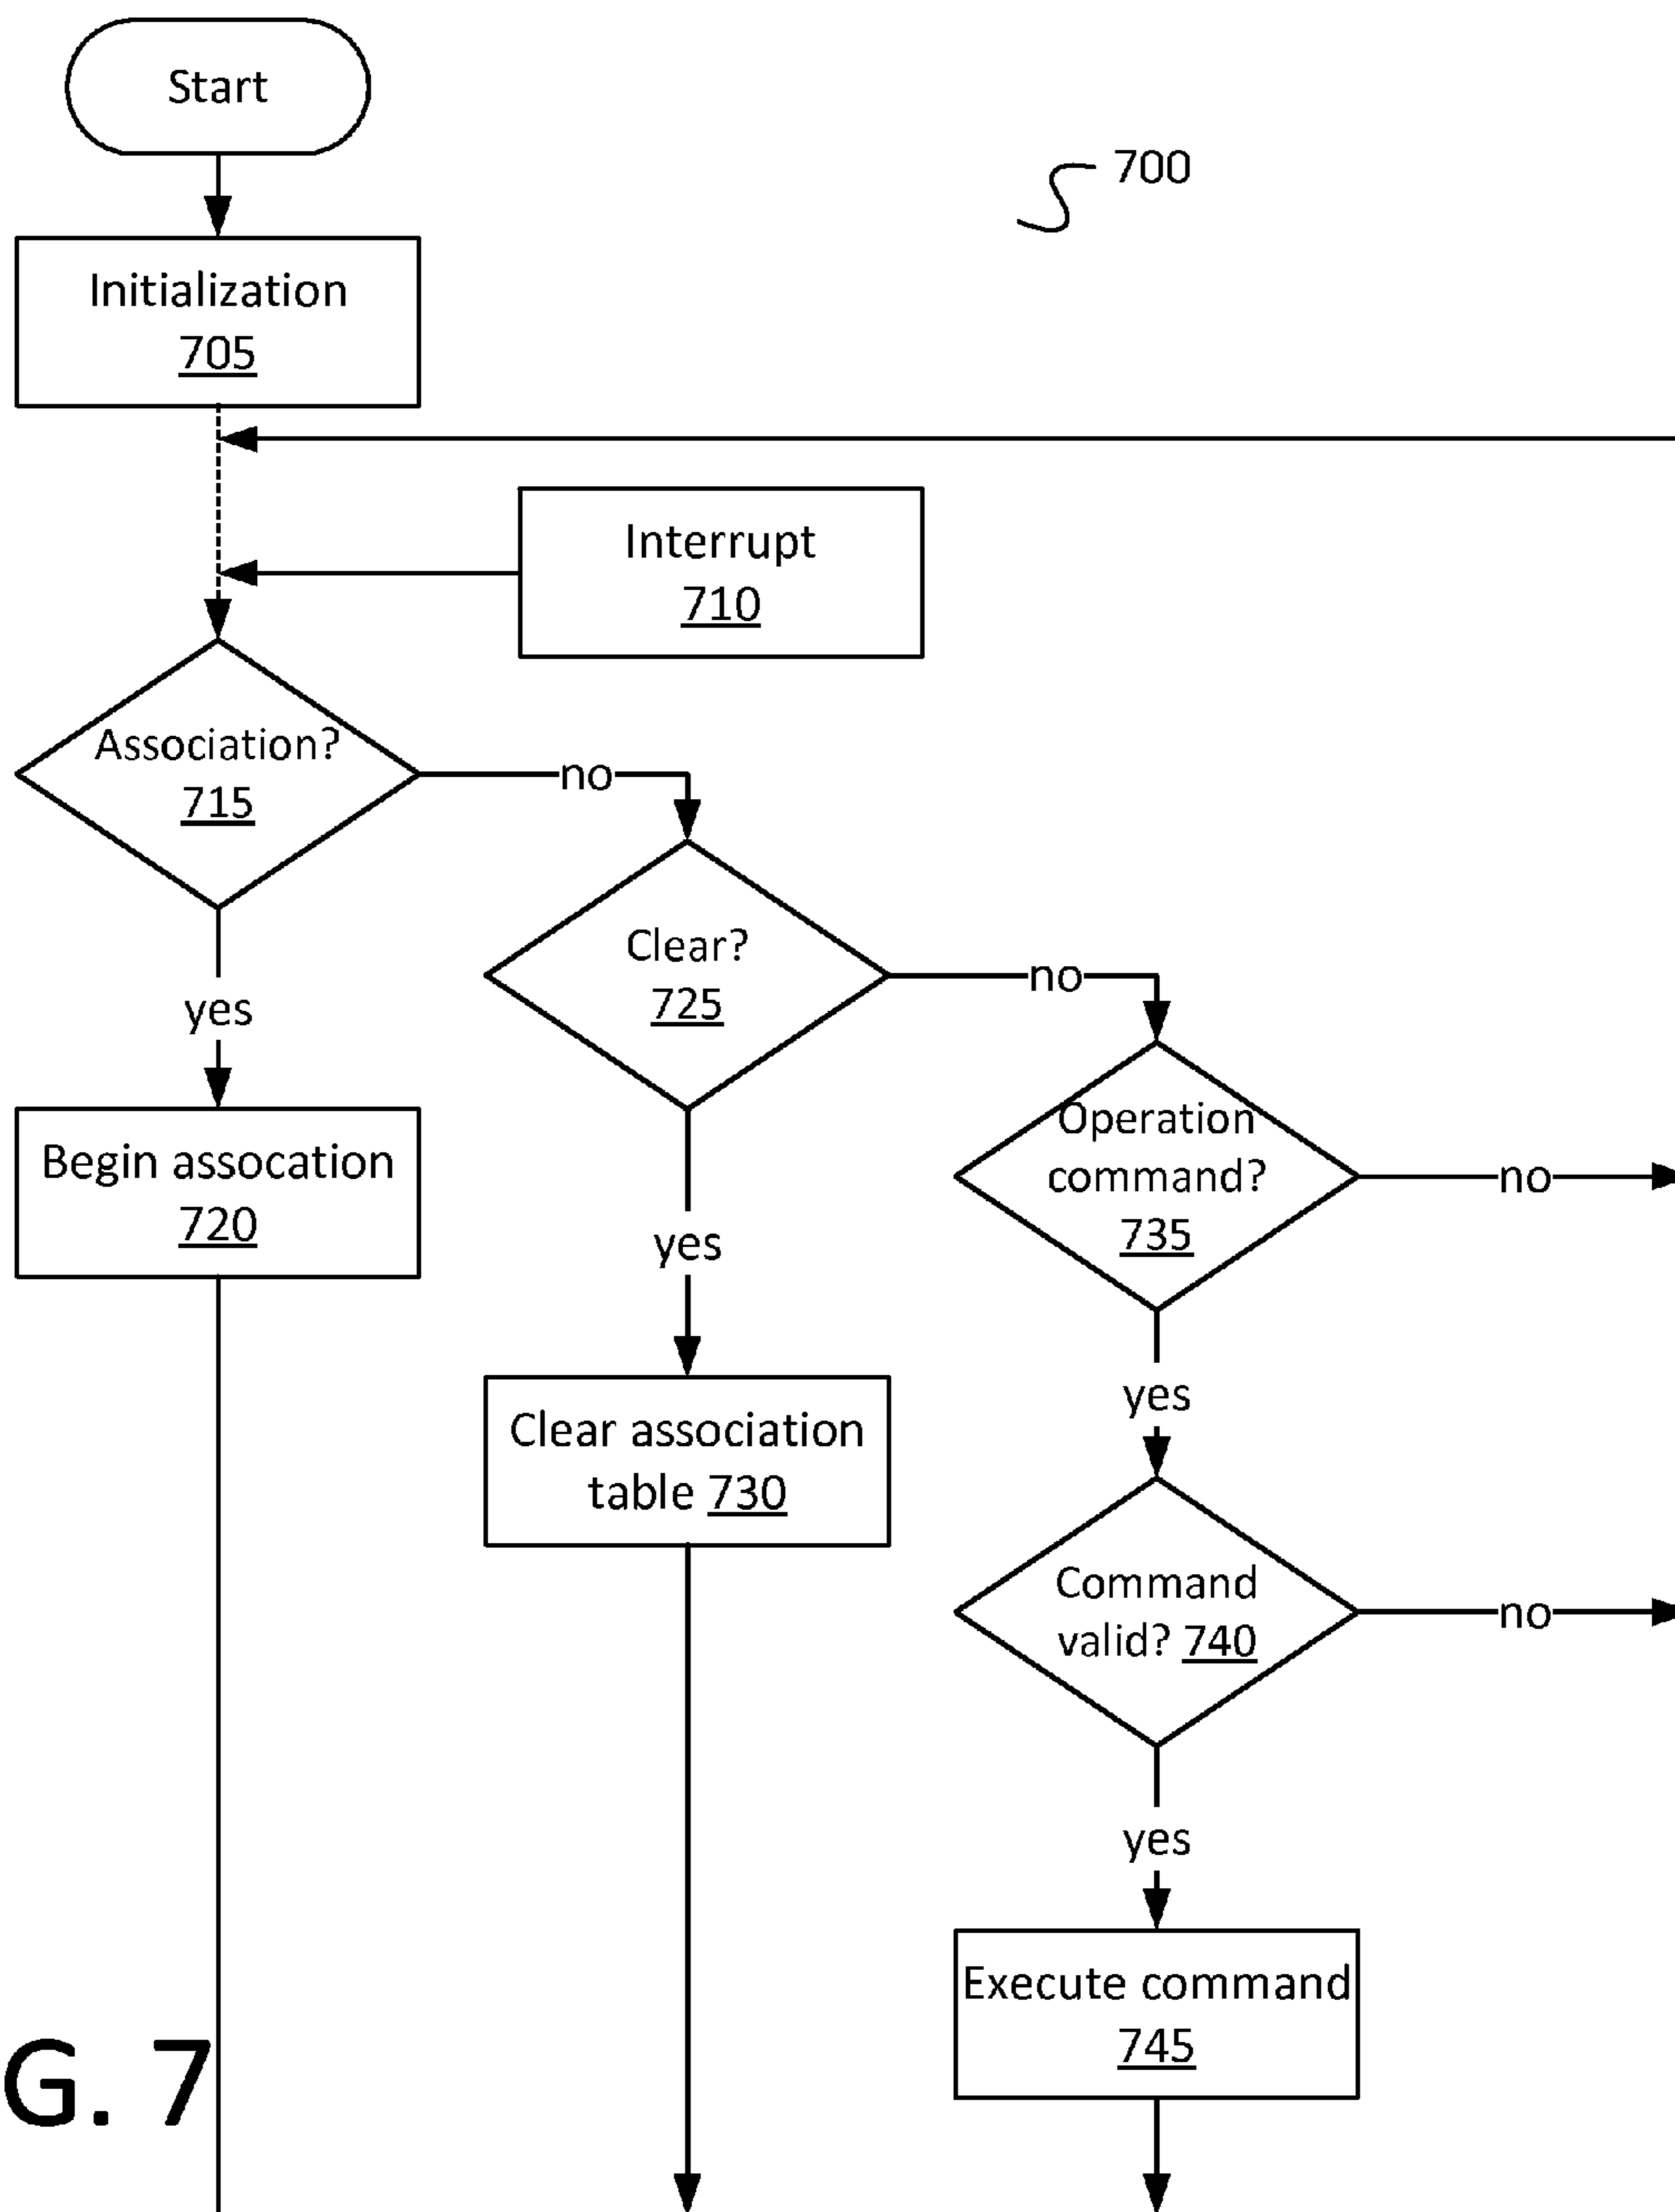 Start
700
Initialization
705
Interrupt
710
Association?
715
no
Clear?
725
no
yes
Operation
command?
735
no
Begin assocation
720
yes
yes
Clear association
table 730
Command
valid? 740
no
yes
Execute command
745
G. 7